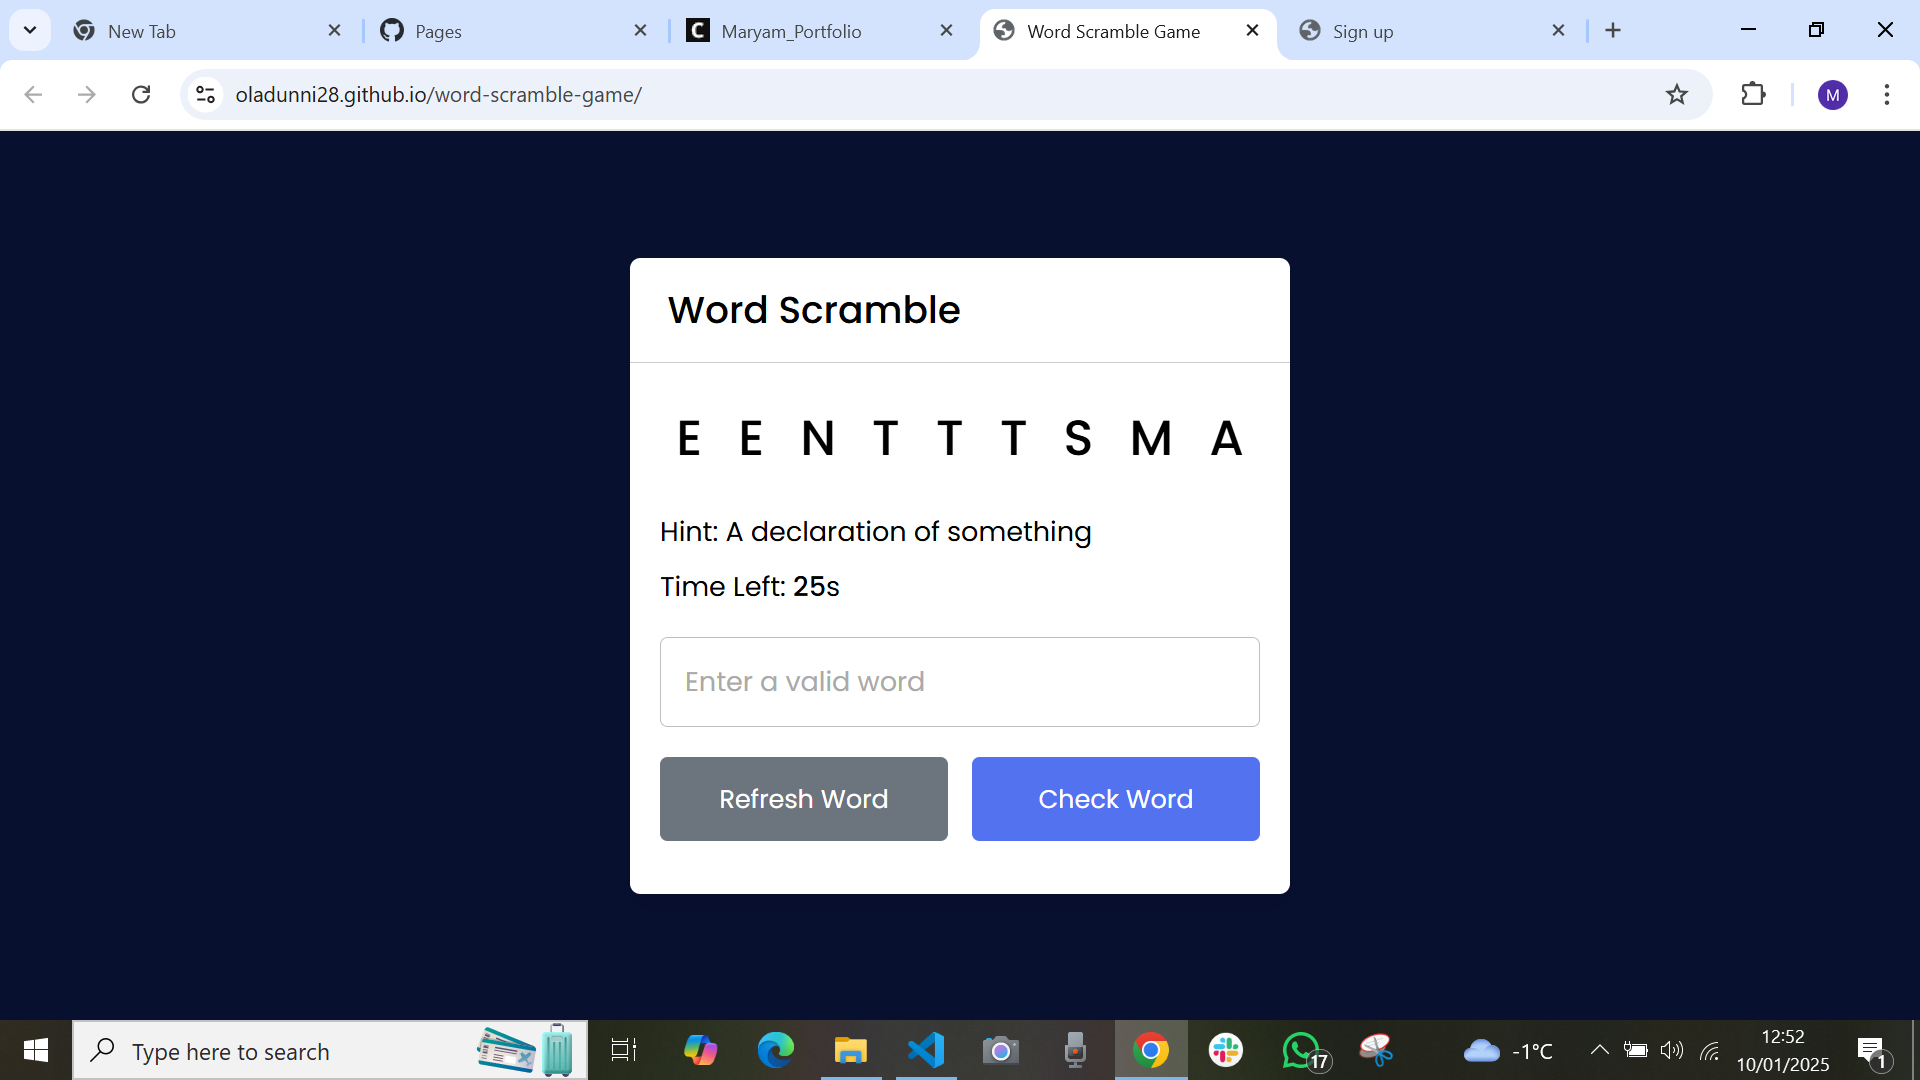 New Tab
Pages
C Maryam_Portfolio
Word Scramble Game
Sign up
oladunni28.github.io/word-scramble-game/
M
Word Scramble
E E N T T T S M A
Hint: A declaration of something
Time Left: 25s
Enter a valid word
Refresh Word
Check Word
Type here to search
17
-1°C
12:52
10/01/2025
1